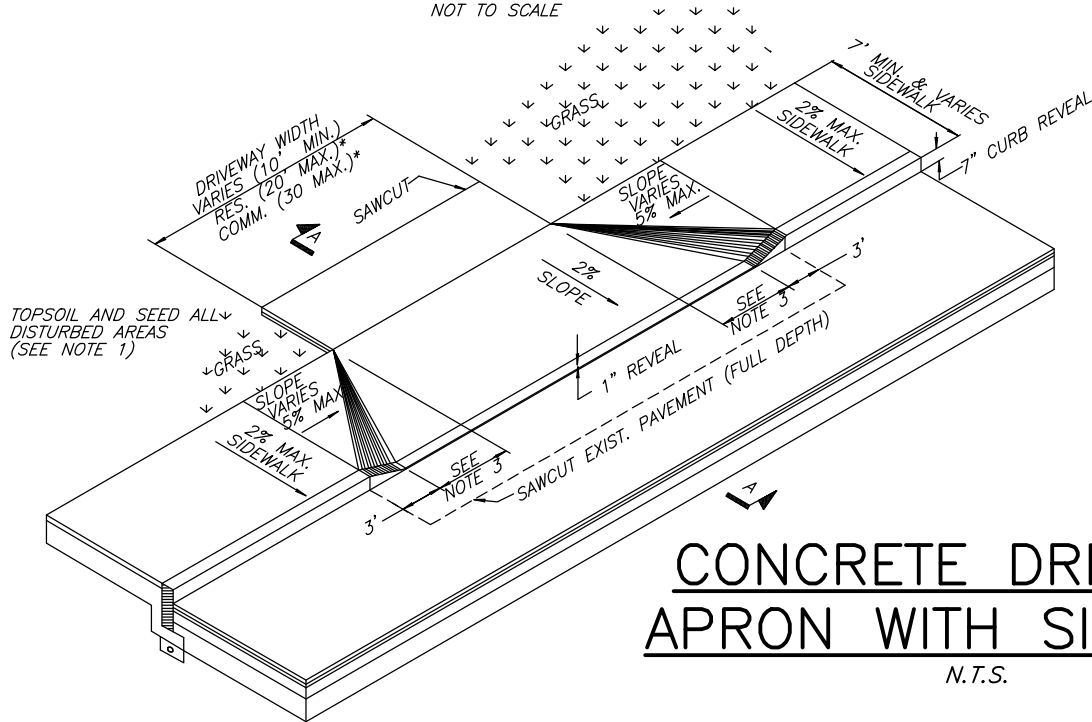 NOT TO SCALE
7' MIN. & VARIES
SIDEWALK
2% MAX.
SIDEWALK
7" CURB REVEAL
GRASS
DRIVEWAY WIDTH
VARIES (10' MIN.)
RES. (20' MAX.)*
COMM. (30 MAX.)*
SAWCUT
A
SLOPE
VARIES
5% MAX.
2%
SLOPE
3'
SEE
NOTE 3
TOPSOIL AND SEED ALL
DISTURBED AREAS
(SEE NOTE 1)
GRASS
SLOPE
VARIES
5% MAX
1" REVEAL
2% MAX.
SIDEWALK
SEE
NOTE 3
SAWCUT EXIST. PAVEMENT (FULL DEPTH)
3'
A
CONCRETE DRI
APRON WITH SI
N.T.S.